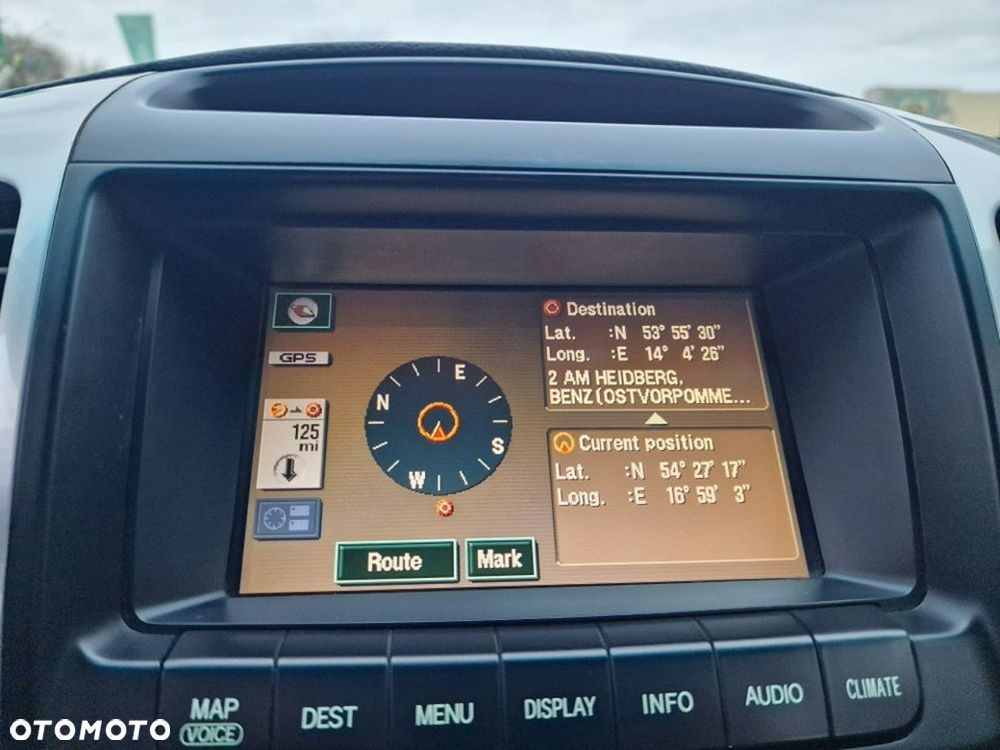 GPS
125
mi
E
N
S
W
Route
Mark
Destination
Lat. :N 53° 55' 30"
Long. :E 14° 4' 26"
2 AM HEIDBERG,
BENZ(OSTVORPOMME...
Current position
Lat. :N 54° 27' 17"
Long. :E 16° 59' 3"
MAP
VOICE
DEST
MENU
DISPLAY
INFO
AUDIO
CLIMATE
OTOMOTO